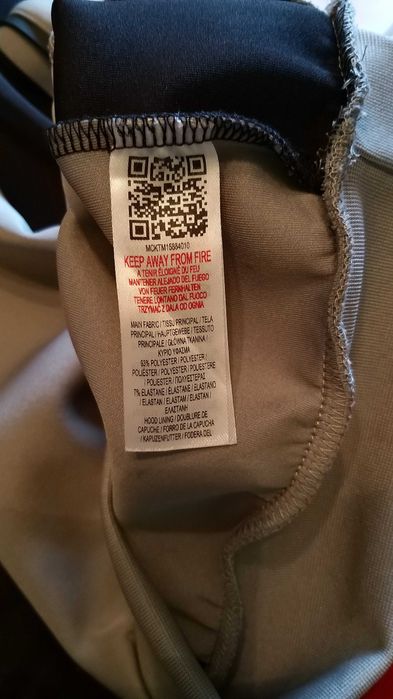 MCKTM15884010
KEEP AWAY FROM FIRE
A TENIR ÉLOIGNÉ DU FEU
MANTENER ALEJADO DEL FUEGO
VON FEUER FERNHALTEN
TENERE LONTANO DAL FUOCO
TRZYMAĆ Z DALA OD OGNIA
MAIN FABRIC / TISSU PRINCIPAL / TELA
PRINCIPAL / HAUPTGEWEBE / TESSUTO
PRINCIPALE / GŁÓWNA TKANINA /
ΚΥΡΙΟ ΥΦΑΣΜΑ
93% POLYESTER / POLYESTER /
POLIÉSTER / POLYESTER / POLIESTERE
/ POLIESTER / ΠΟΛΥΕΣΤΕΡΑΣ
7% ELASTANE / ÉLASTANE / ELASTANO
/ ELASTAN / ELASTAM / ELASTAN /
ΕΛΑΣΤΑΝΗ
HOOD LINING / DOUBLURE DE
CAPUCHE / FORRO DE LA CAPUCHA
/ KAPUZENFUTTER / FODERA DEL